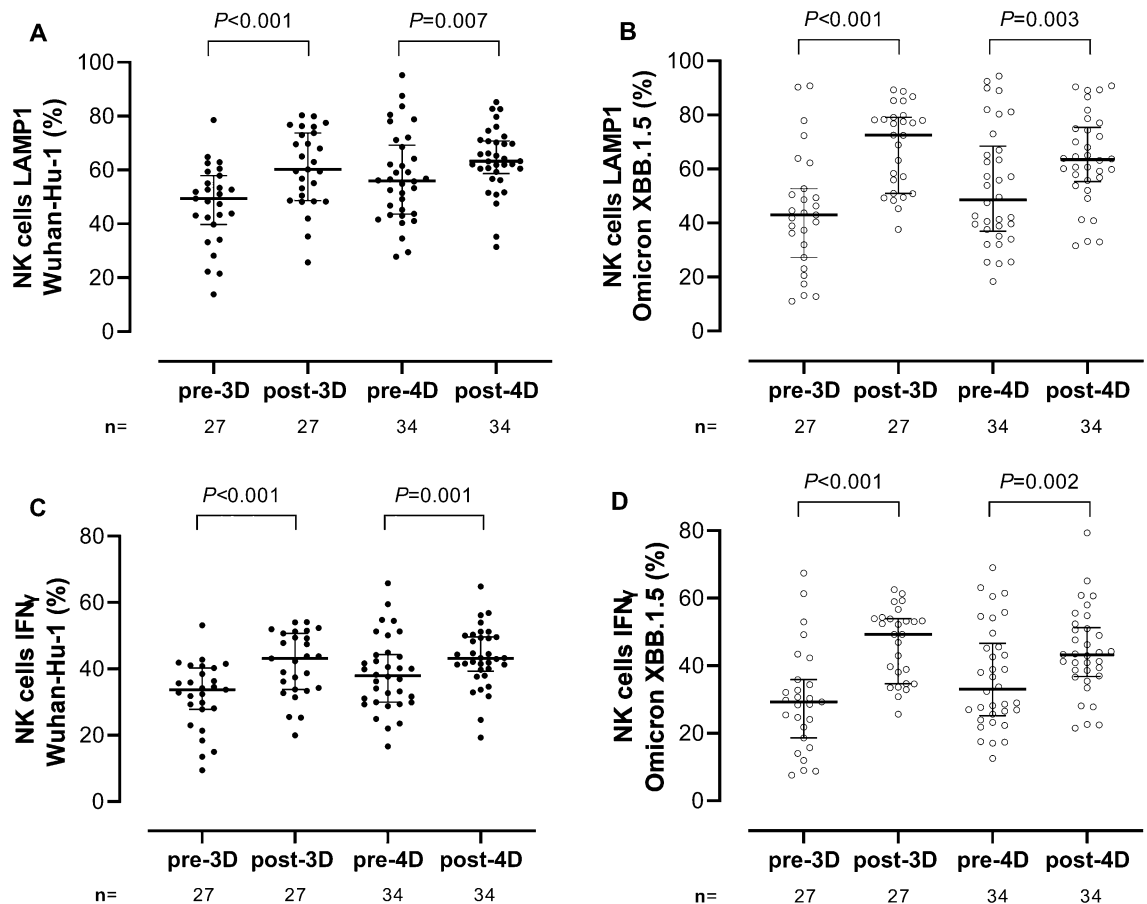 A
P<0.001 P=0.007
NK cells LAMP1
Wuhan-Hu-1 (%)
100
80
60
40
20
0
pre-3D post-3D pre-4D post-4D
n= 27 27 34 34
B
P<0.001 P=0.003
NK cells LAMP1
Omicron XBB.1.5 (%)
100
80
60
40
20
0
pre-3D post-3D pre-4D post-4D
n= 27 27 34 34
C
P<0.001 P=0.001
NK cells IFNγ
Wuhan-Hu-1 (%)
80
60
40
20
0
pre-3D post-3D pre-4D post-4D
n= 27 27 34 34
D
P<0.001 P=0.002
NK cells IFNγ
Omicron XBB.1.5 (%)
80
60
40
20
0
pre-3D post-3D pre-4D post-4D
n= 27 27 34 34